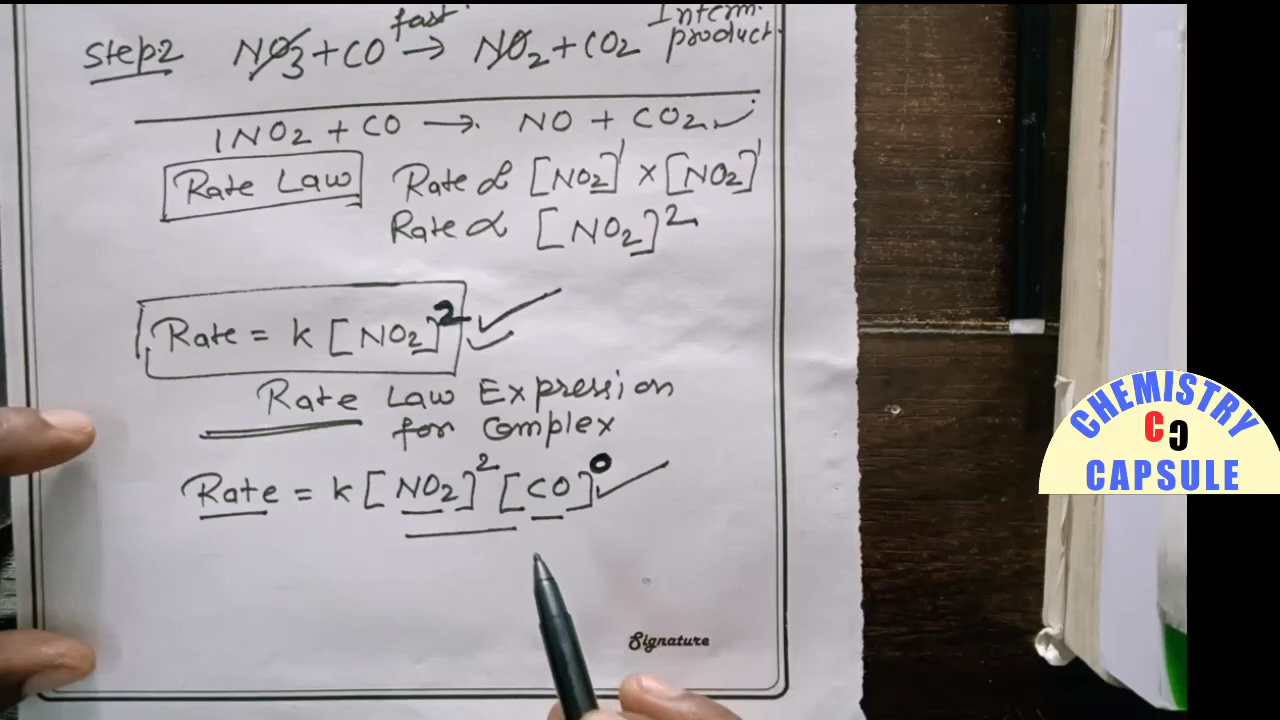 Step2 NO3 + CO fast → NO2 + CO2 Interm. product.
1NO2 + CO → NO + CO2
Rate Law Rate ∝ [NO2]¹ × [NO2]¹
Rate ∝ [NO2]²
Rate = k [NO2]²
Rate Law Expression
for Complex
Rate = k [NO2]² [CO]⁰
Signature
CHEMISTRY
CC
CAPSULE